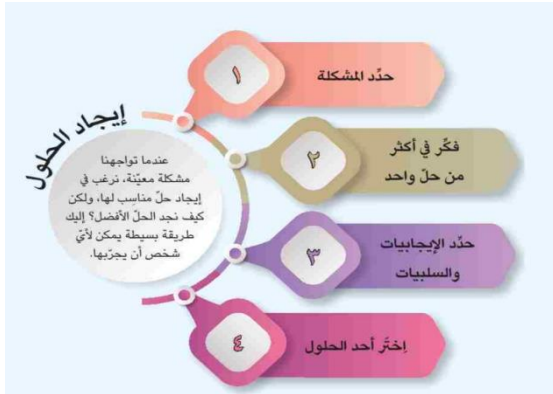 إيجاد الحلول
عندما تواجهنا
مشكلة معيّنة، نرغب في
إيجاد حلّ مناسِب لها، ولكن
كيف نجد الحلّ الأفضل؟ إليك
طريقة بسيطة يمكن لأيّ
شخص أن يجرّبها.
١
حدِّد المشكلة
٢
فكِّر في أكثر
من حلّ واحد
٣
حدِّد الإيجابيات
والسلبيات
٤
اِختَر أحد الحلول